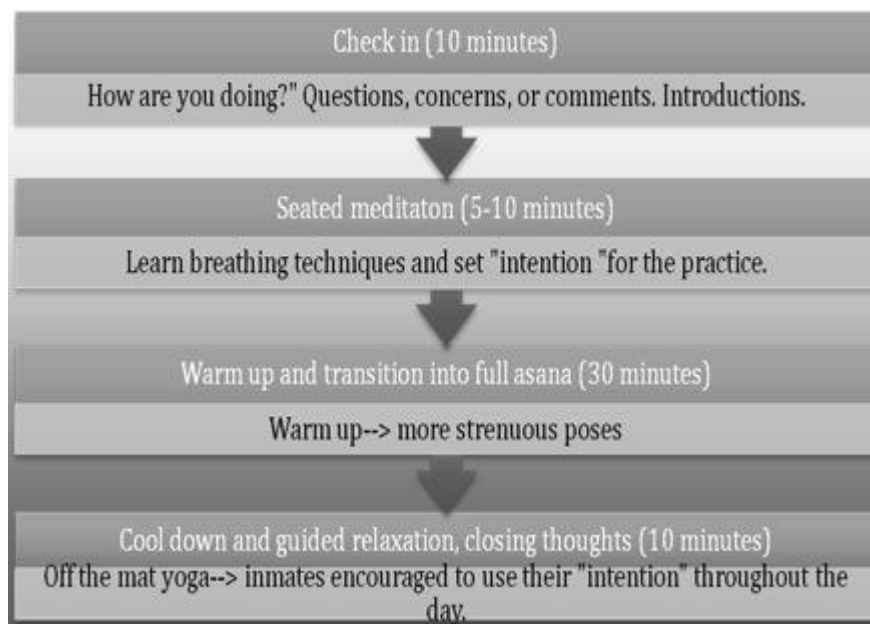 Check in (10 minutes)
How are you doing?" Questions, concerns, or comments. Introductions.
Seated meditaton (5-10 minutes)
Learn breathing techniques and set "intention "for the practice.
Warm up and transition into full asana (30 minutes)
Warm up--> more strenuous poses
Cool down and guided relaxation, closing thoughts (10 minutes)
Off the mat yoga--> inmates encouraged to use their "intention" throughout the
day.